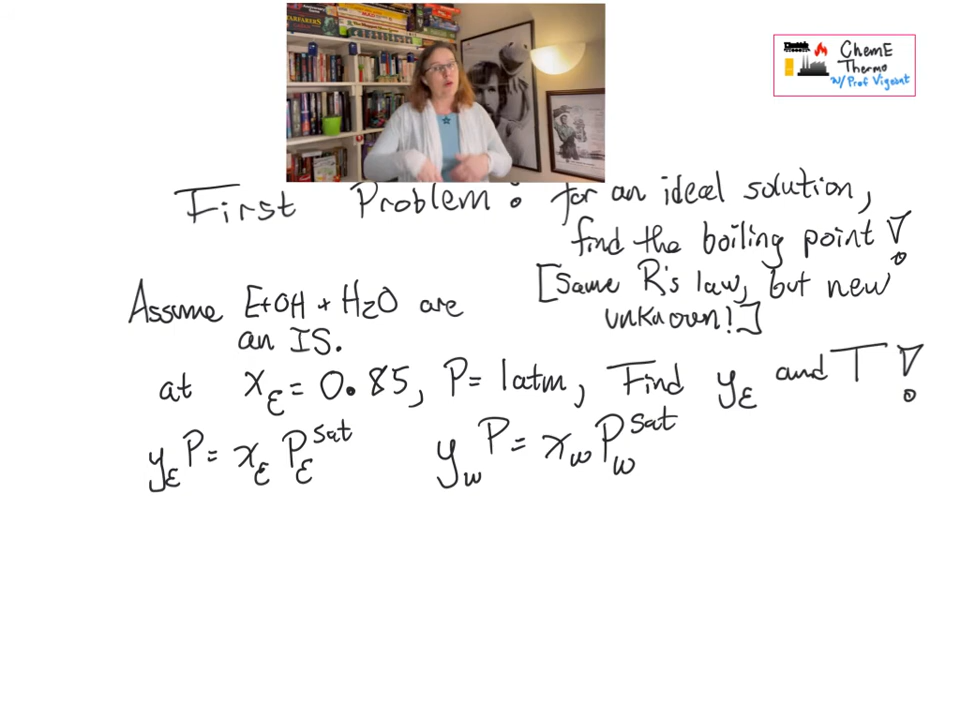 ChemE
Thermo
w/Prof Vigeant
First Problem: for an ideal solution,
find the boiling point!
[Same R's law, but new
unknown!]
Assume EtOH + H2O are
an IS.
at xE = 0.85, P = 1atm, Find yE and T!
yE P = xE PE^sat    yw P = xw Pw^sat